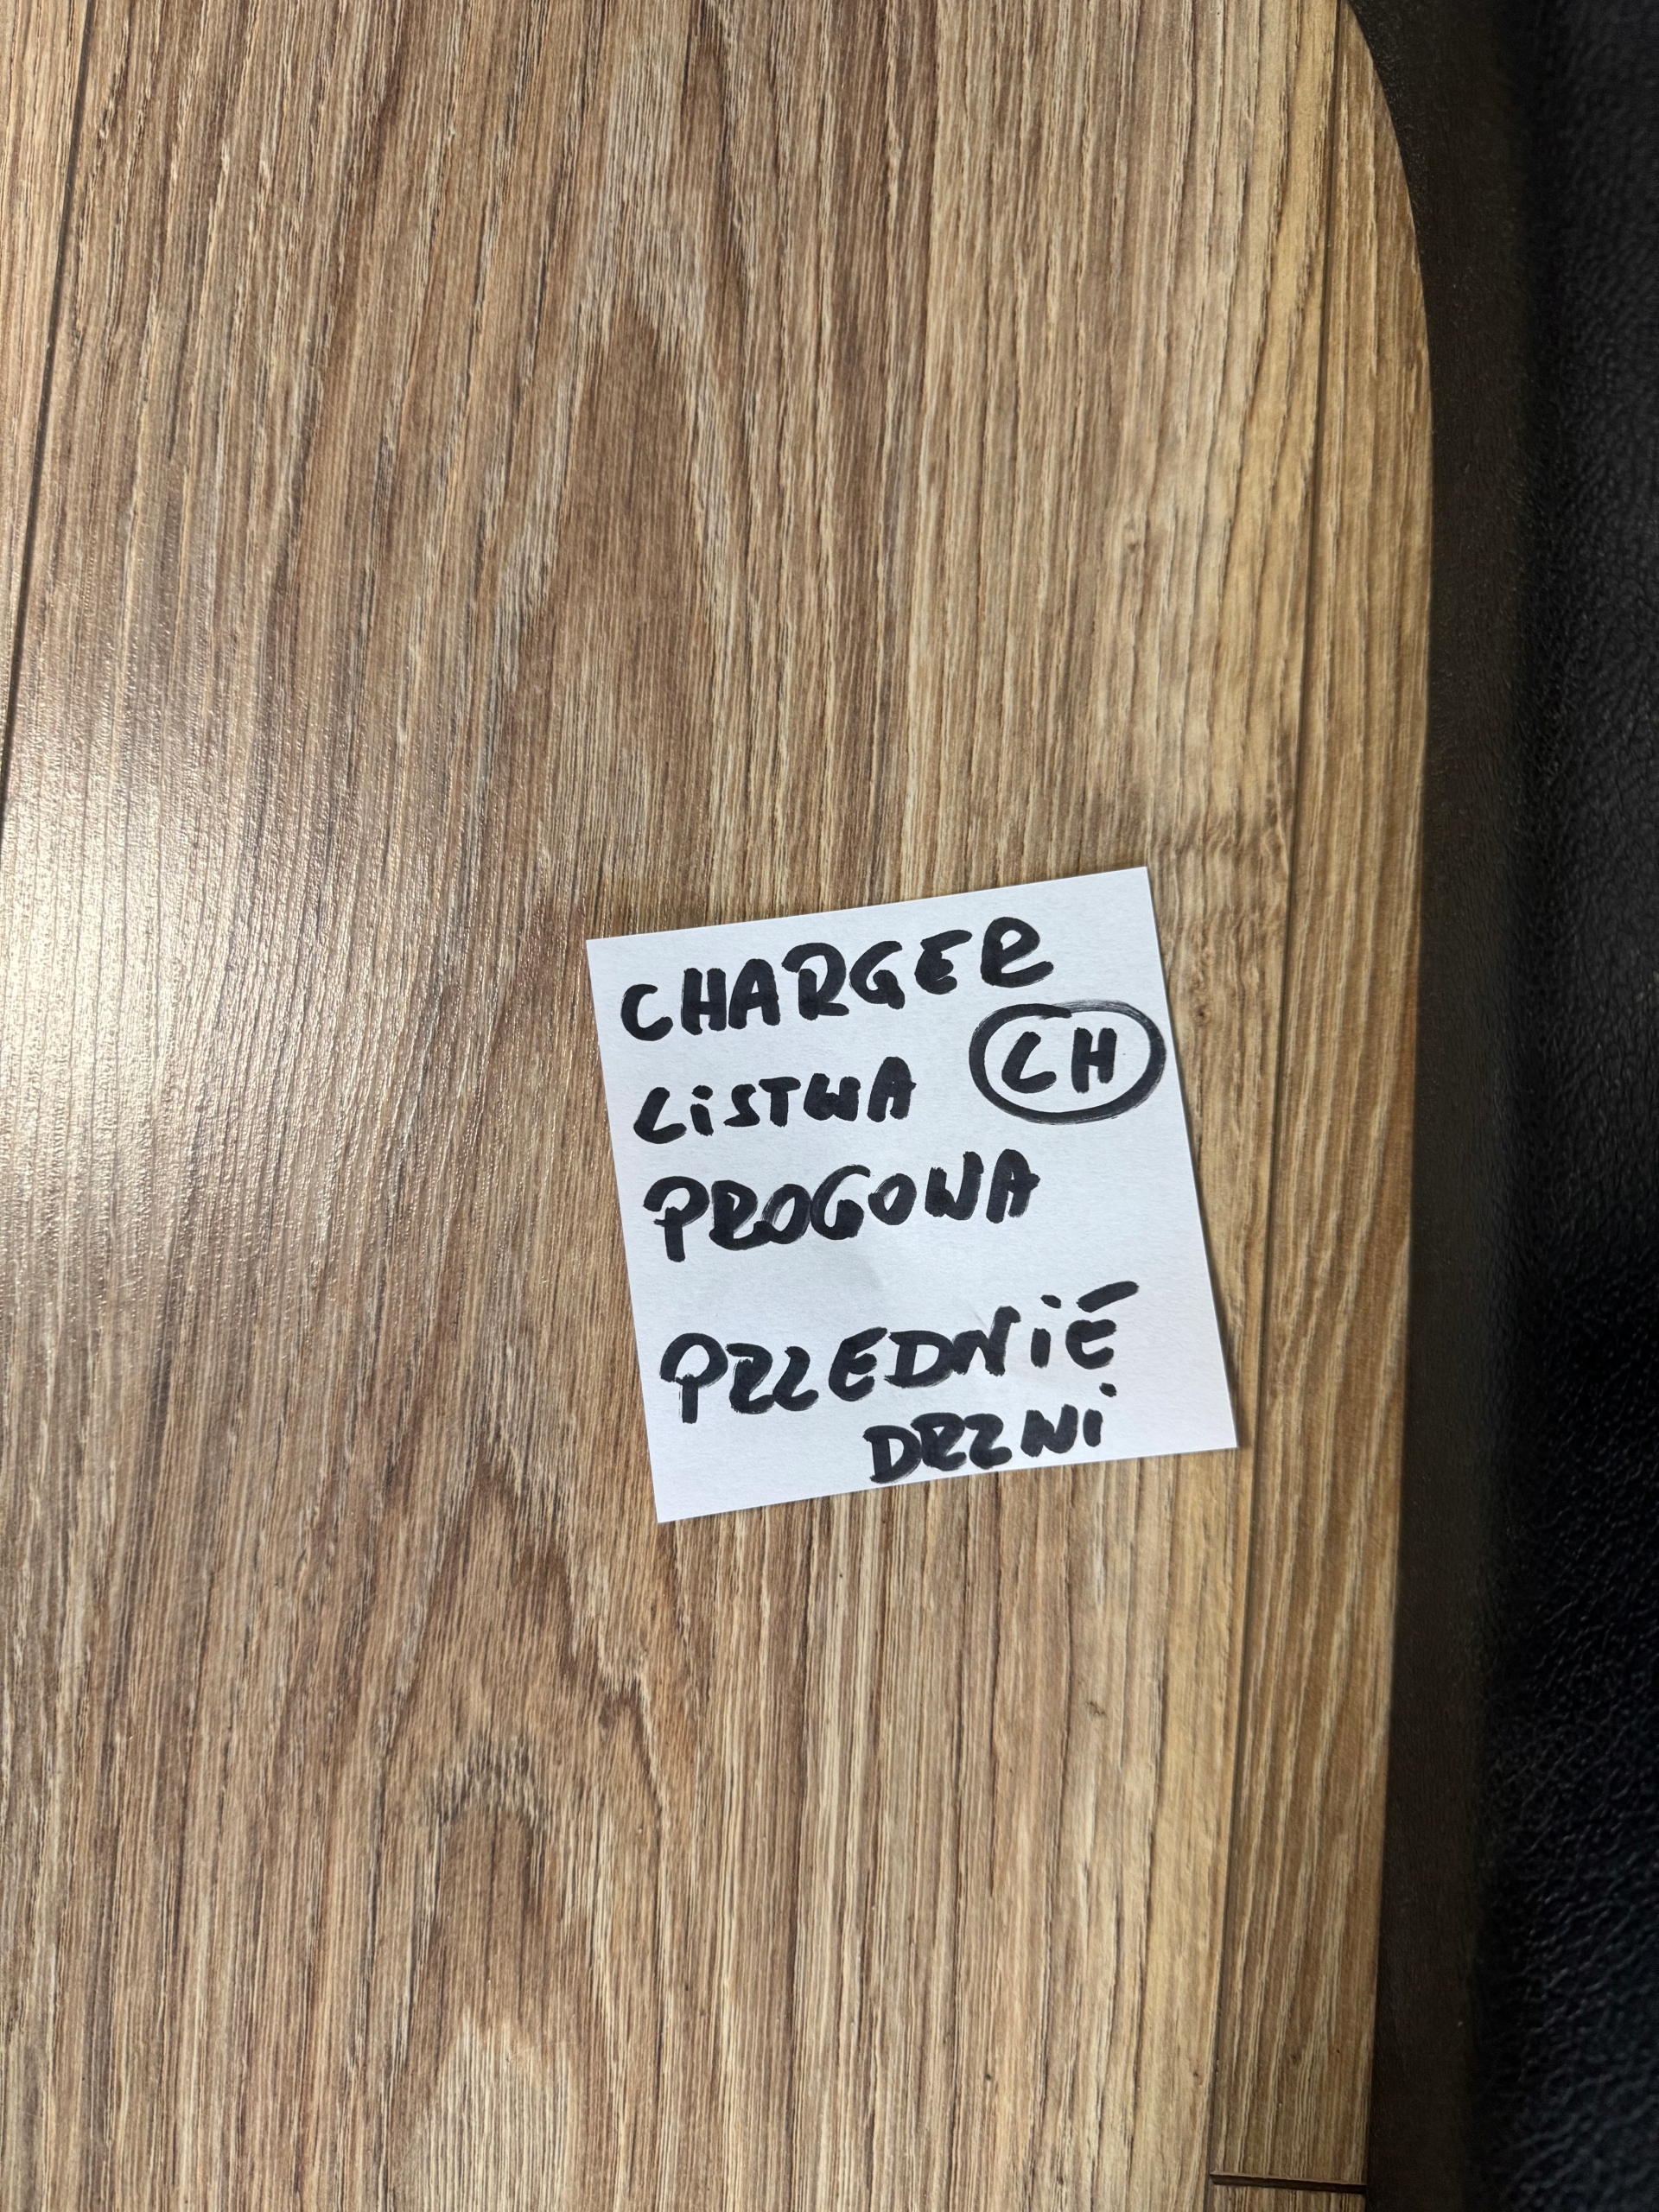 CHARGER
LiSTWA LH
PROGOWA
PRZEDNiE
DRZWi